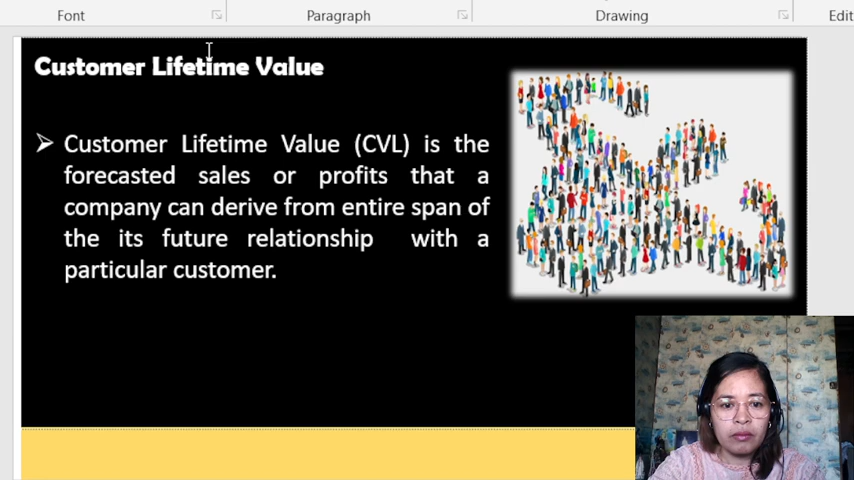 Font
Paragraph
Drawing
Edit
Customer Lifetime Value
Customer Lifetime Value (CVL) is the
forecasted sales or profits that a
company can derive from entire span of
the its future relationship with a
particular customer.